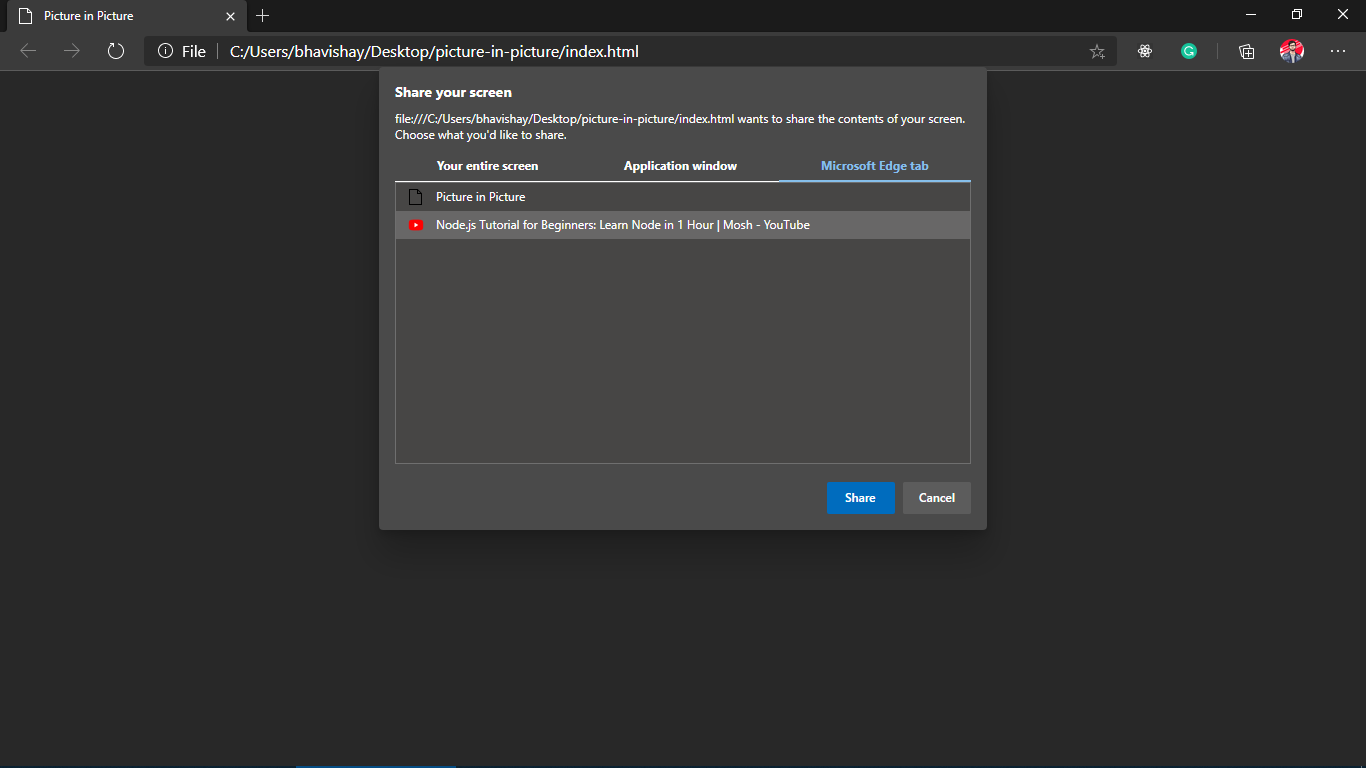 Picture in Picture
File C:/Users/bhavishay/Desktop/picture-in-picture/index.html
G
Share your screen
file:///C:/Users/bhavishay/Desktop/picture-in-picture/index.html wants to share the contents of your screen.
Choose what you'd like to share.
Your entire screen Application window Microsoft Edge tab
Picture in Picture
Node.js Tutorial for Beginners: Learn Node in 1 Hour | Mosh - YouTube
Share Cancel